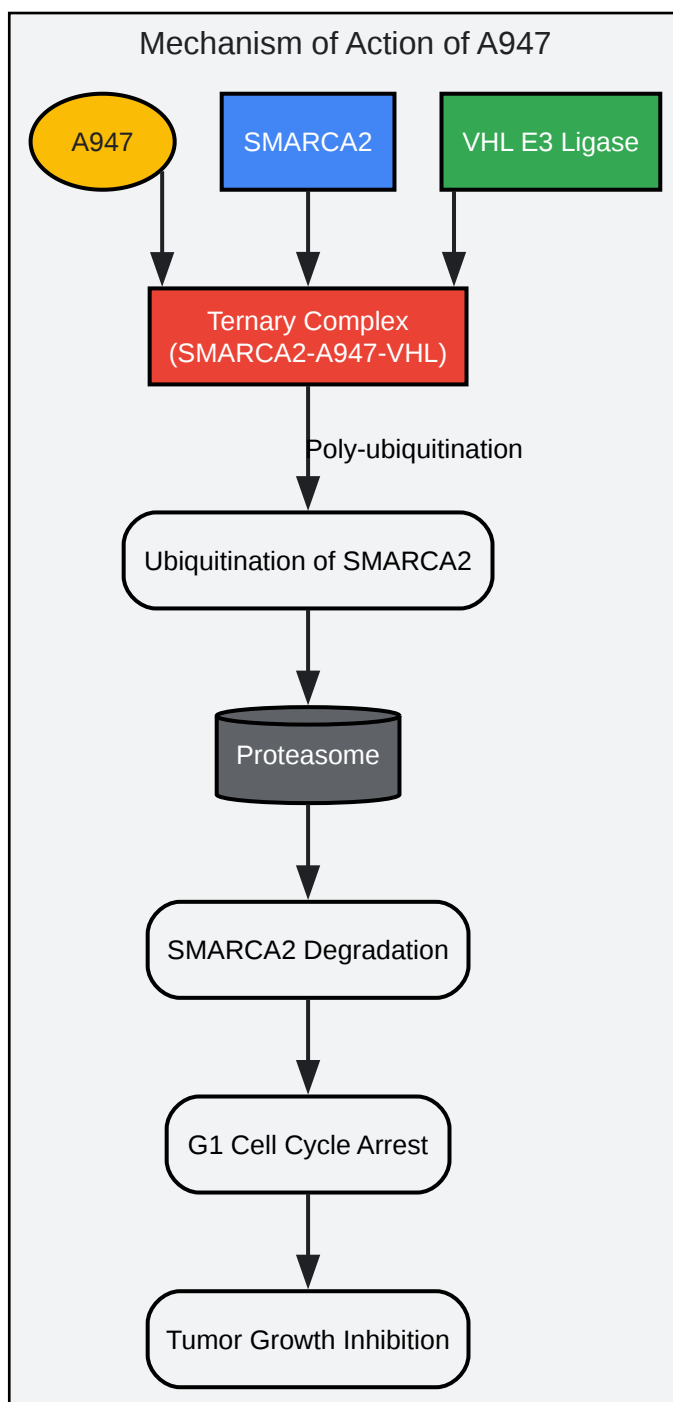 Mechanism of Action of A947
A947
SMARCA2
VHL E3 Ligase
Ternary Complex
(SMARCA2-A947-VHL)
Poly-ubiquitination
Ubiquitination of SMARCA2
Proteasome
SMARCA2 Degradation
G1 Cell Cycle Arrest
Tumor Growth Inhibition